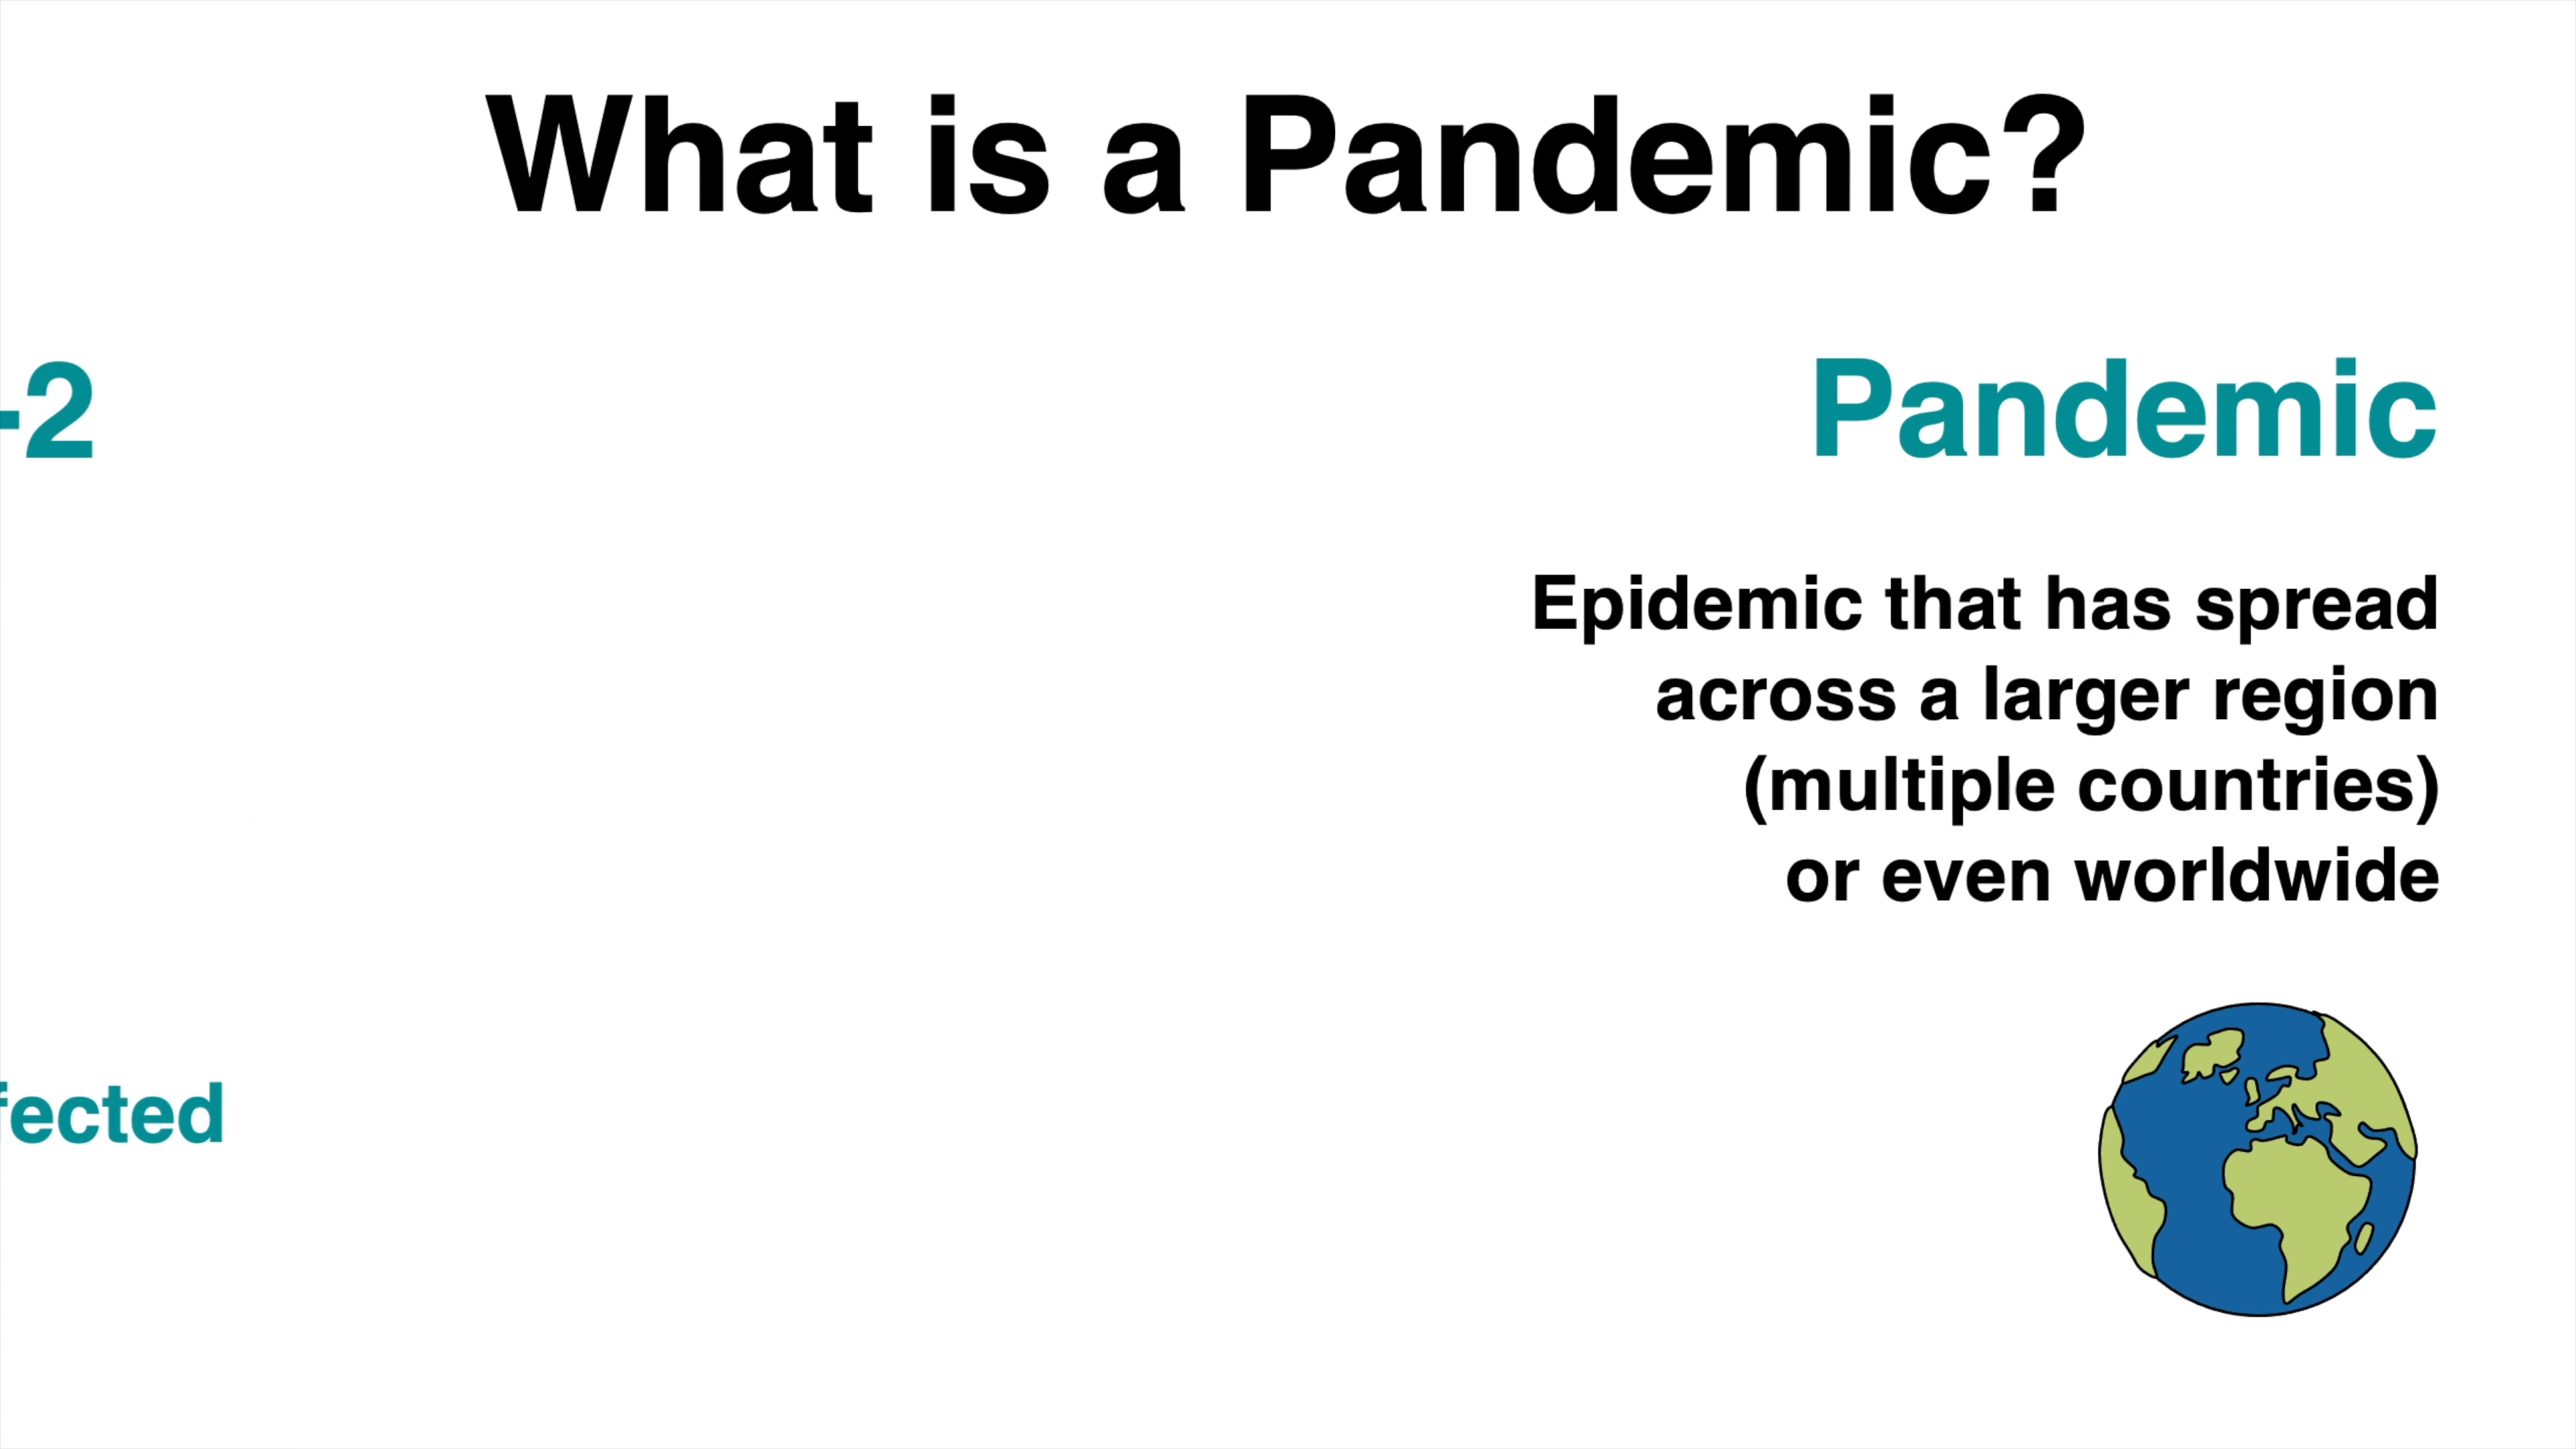 What is a Pandemic?
-2
Pandemic
Epidemic that has spread
across a larger region
(multiple countries)
or even worldwide
fected